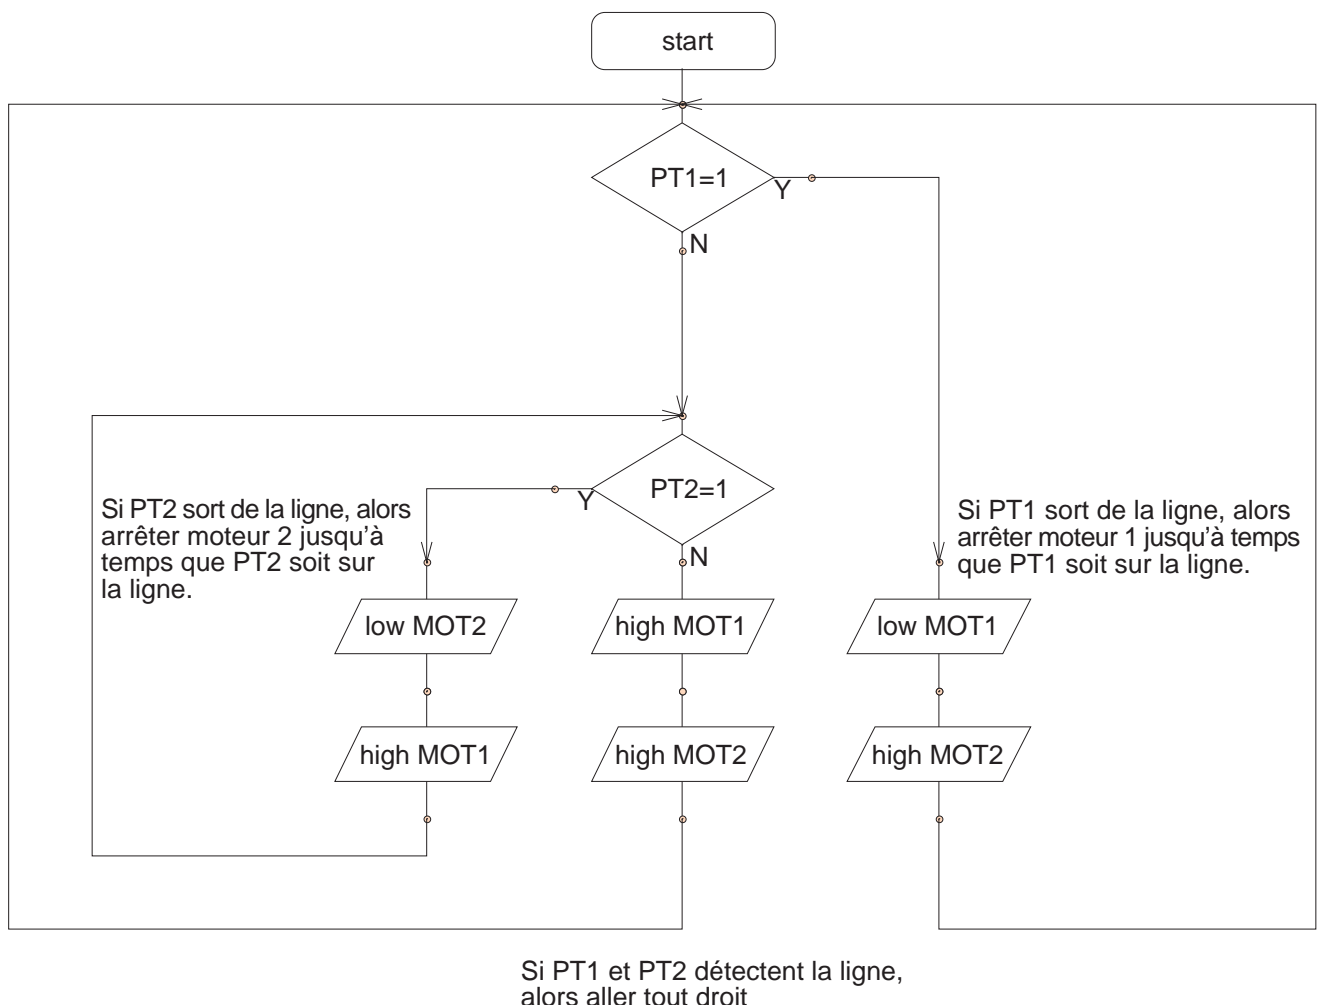 start
PT1=1
Y
N
PT2=1
Y
N
Si PT2 sort de la ligne, alors
arrêter moteur 2 jusqu'à
temps que PT2 soit sur
la ligne.
Si PT1 sort de la ligne, alors
arrêter moteur 1 jusqu'à temps
que PT1 soit sur la ligne.
low MOT2
high MOT1
low MOT1
high MOT1
high MOT2
high MOT2
Si PT1 et PT2 détectent la ligne,
alors aller tout droit